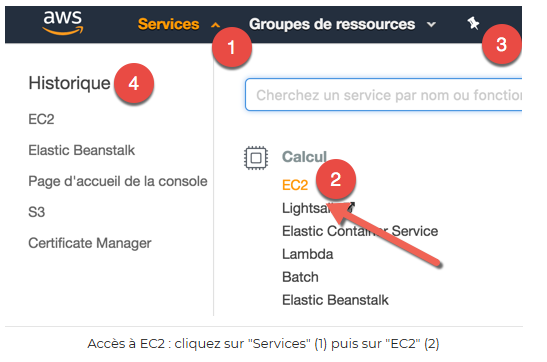 aws Services Groupes de ressources
1
3
Historique 4
EC2
Elastic Beanstalk
Page d'accueil de la console
S3
Certificate Manager
Cherchez un service par nom ou fonction
Calcul
EC2 2
Lightsail
Elastic Container Service
Lambda
Batch
Elastic Beanstalk
Accès à EC2 : cliquez sur "Services" (1) puis sur "EC2" (2)